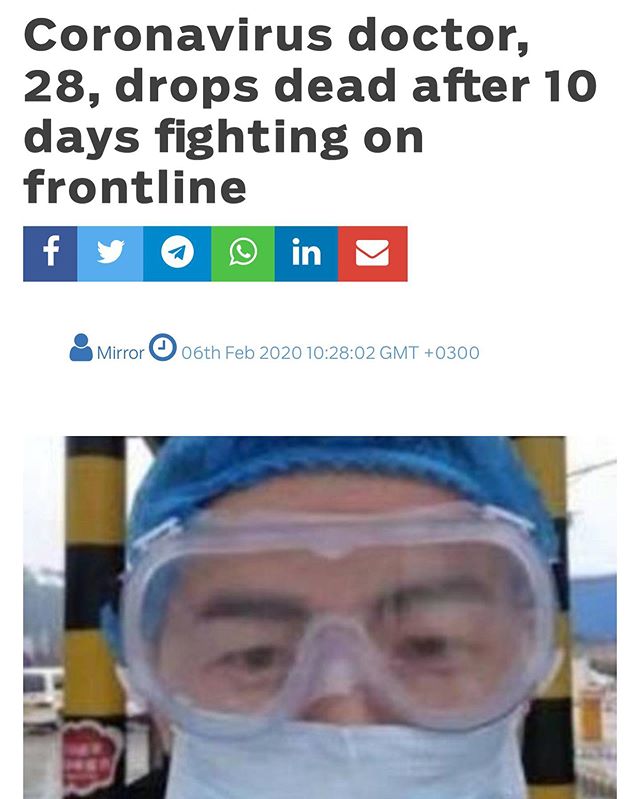 Coronavirus doctor,
28, drops dead after 10
days fighting on
frontline
f in
Mirror 06th Feb 2020 10:28:02 GMT +0300